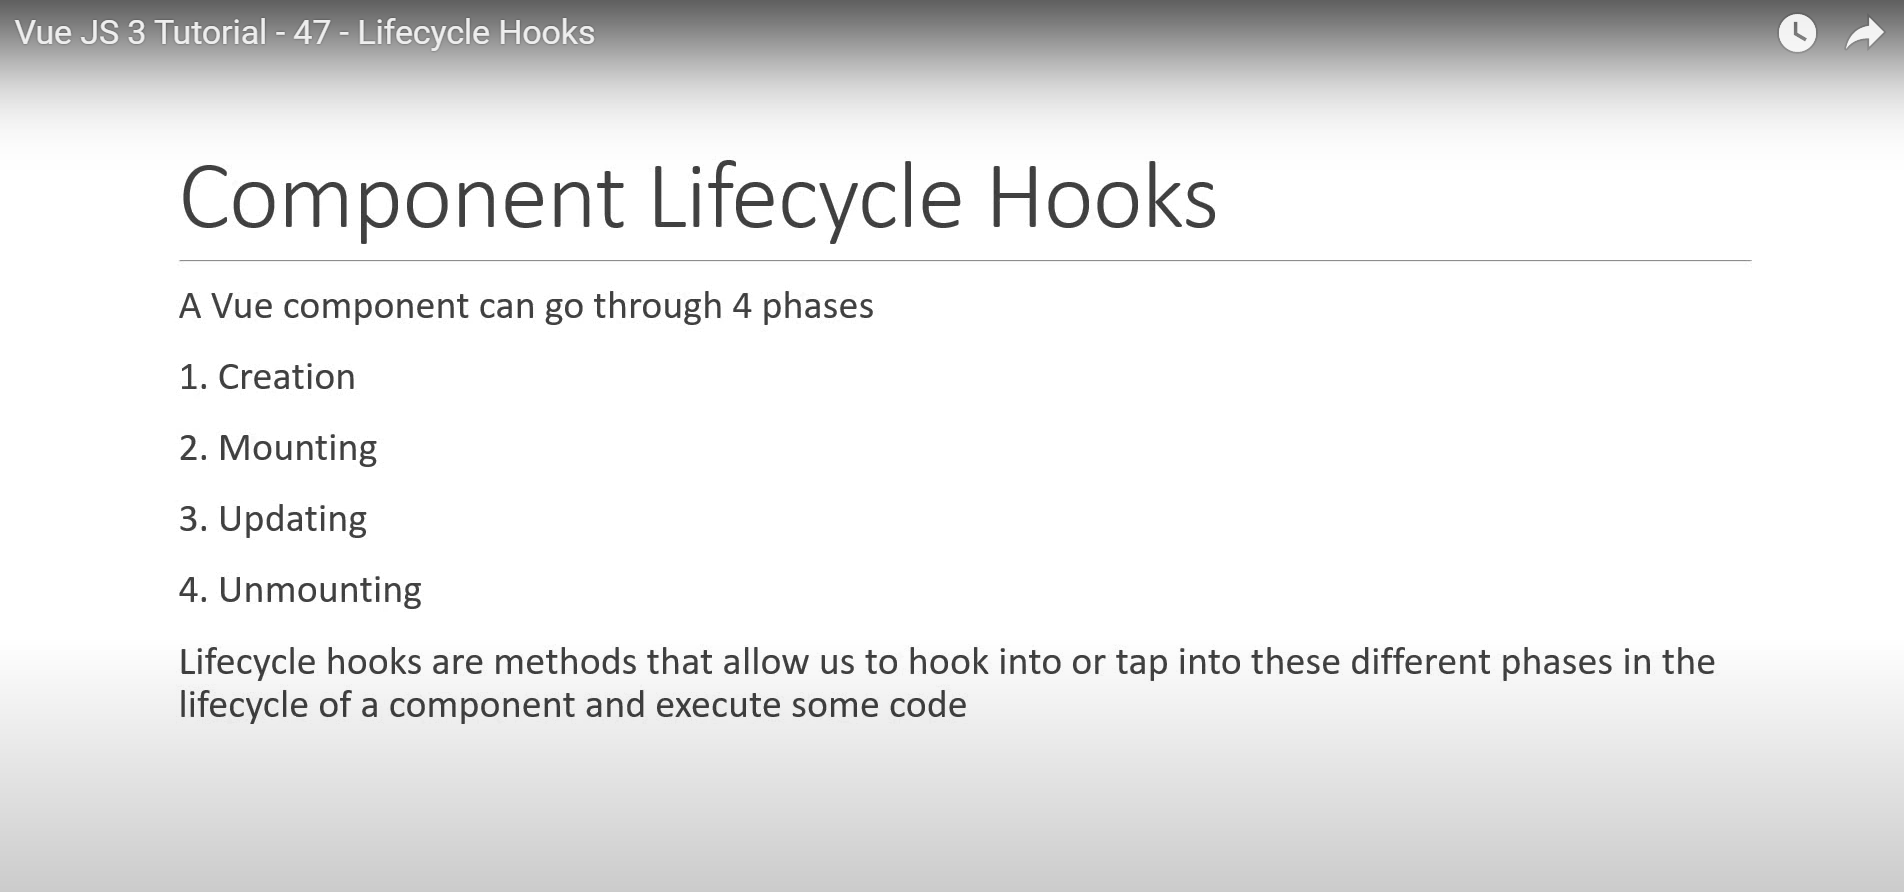 Vue JS 3 Tutorial - 47 - Lifecycle Hooks
Component Lifecycle Hooks
A Vue component can go through 4 phases
1. Creation
2. Mounting
3. Updating
4. Unmounting
Lifecycle hooks are methods that allow us to hook into or tap into these different phases in the
lifecycle of a component and execute some code